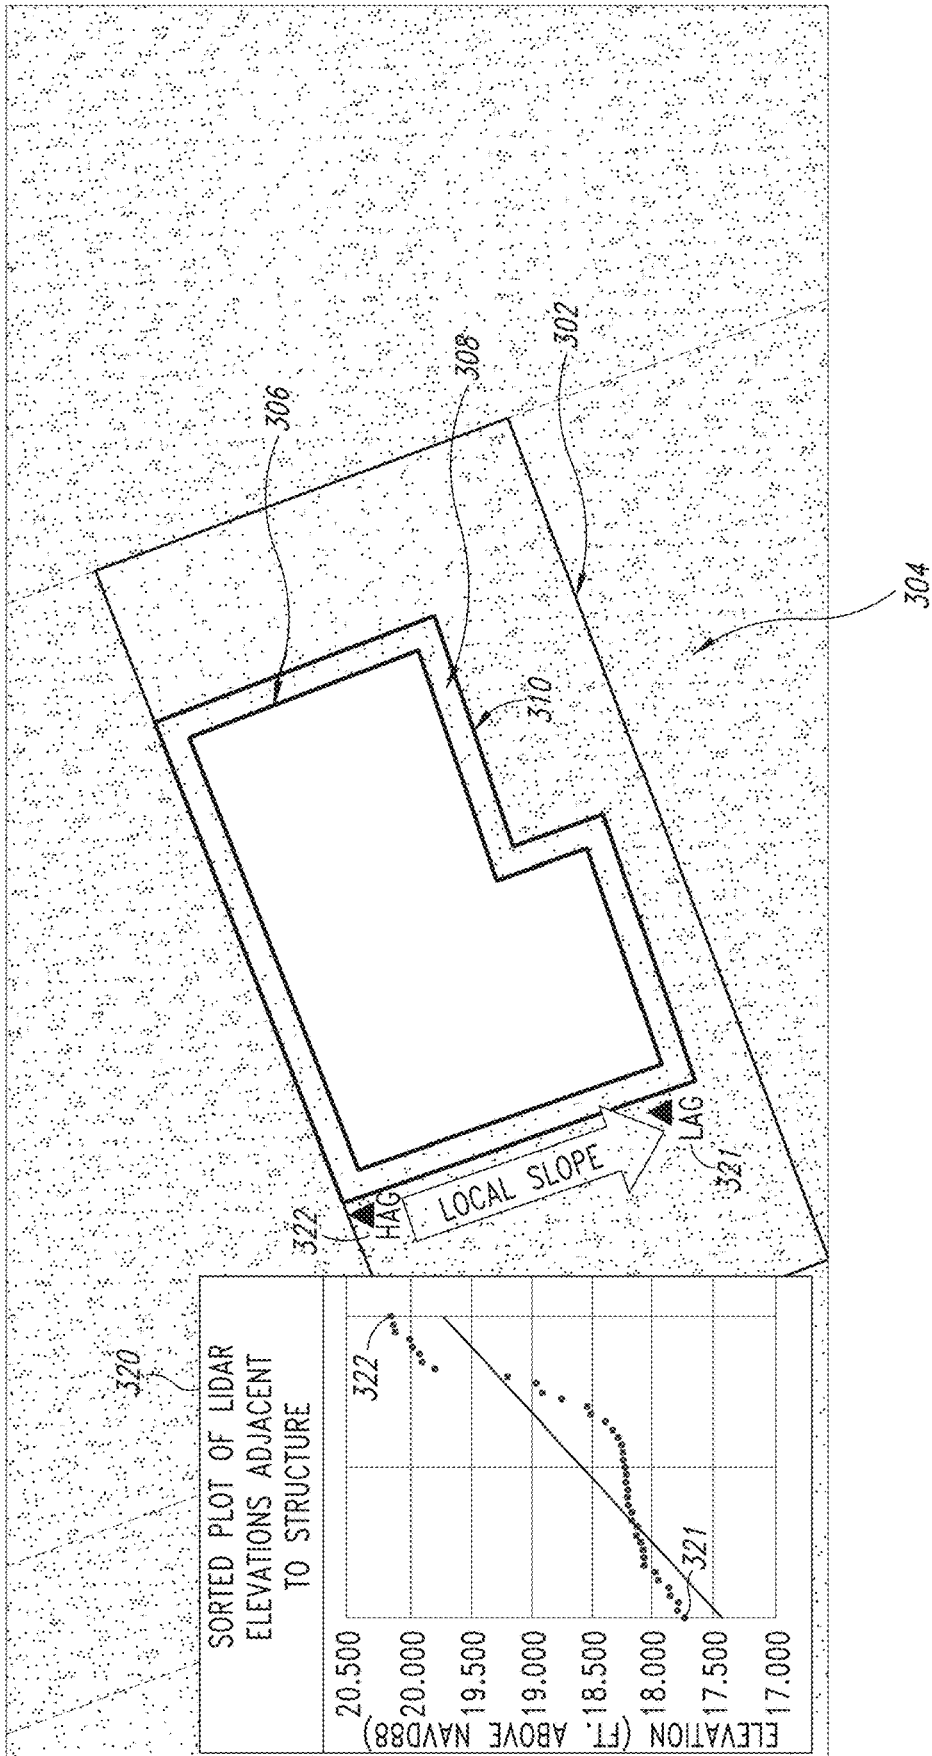 SORTED PLOT OF LIDAR
ELEVATIONS ADJACENT
TO STRUCTURE
320
ELEVATION (FT. ABOVE NAVD88)
20.500
20.000
19.500
19.000
18.500
18.000
17.500
17.000
322
321
322
HAG
LOCAL SLOPE
LAG
321
306
308
310
302
304